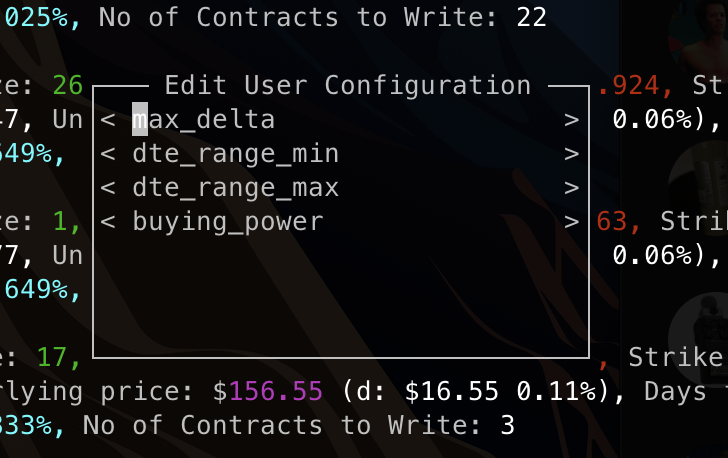 025%, No of Contracts to Write: 22
ze: 26 Edit User Configuration .924, St
47, Un < max_delta > 0.06%),
649%, < dte_range_min >
< dte_range_max >
ze: 1, < buying_power > 63, Strik
77, Un 0.06%),
649%,
e: 17, , Strike
rlying price: $156.55 (d: $16.55 0.11%), Days
333%, No of Contracts to Write: 3